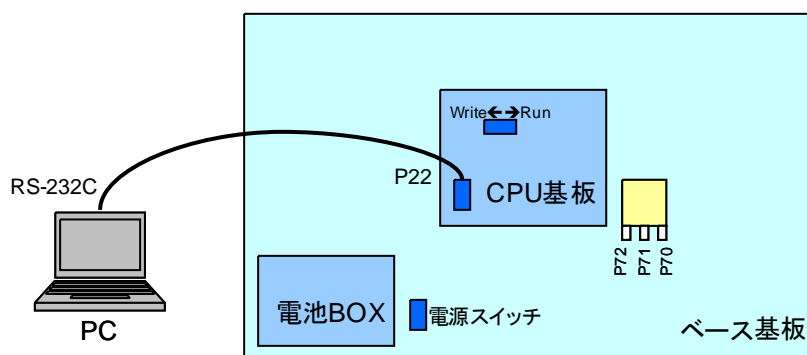 Write Run
RS-232C
P22
CPU基板
P72
P71
P70
電池BOX
電源スイッチ
PC
ベース基板